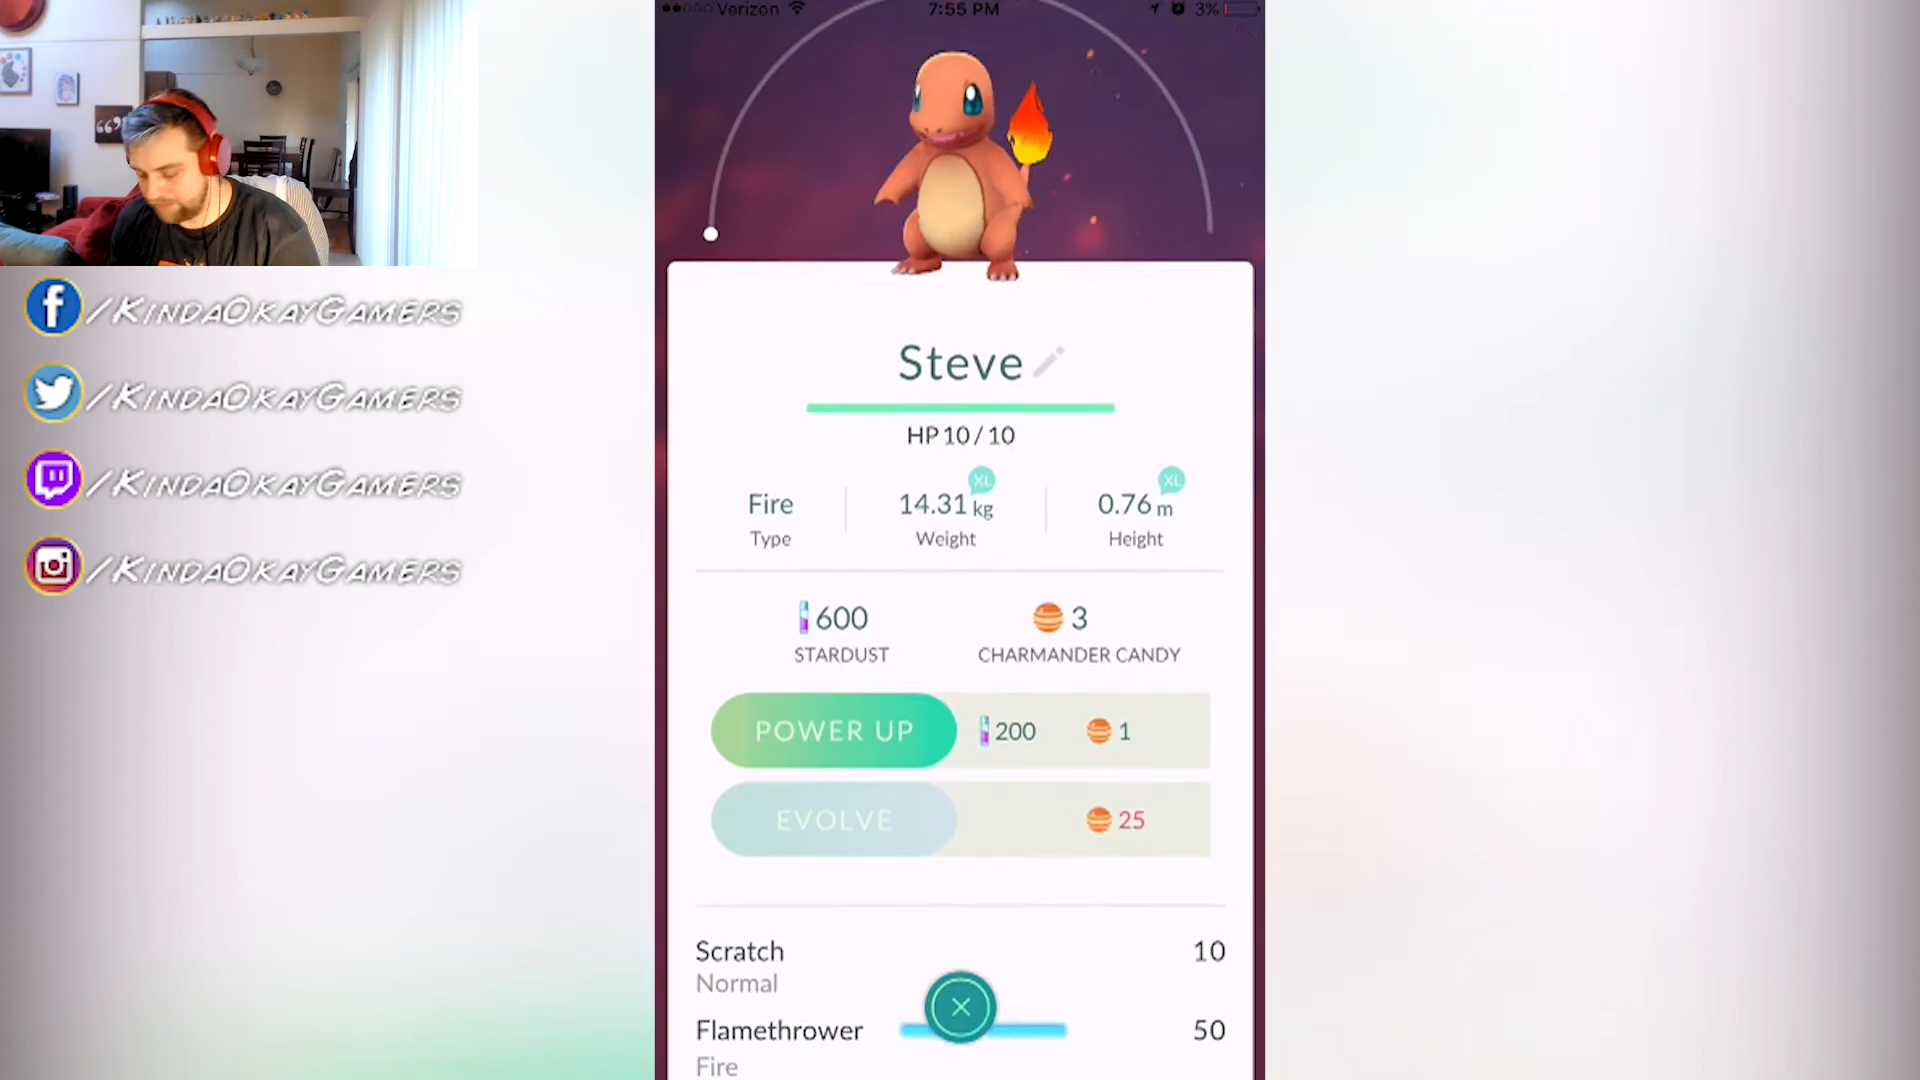 Verizon 7:55 PM 3%
/KINDAOKAYGAMERS
/KINDAOKAYGAMERS
/KINDAOKAYGAMERS
/KINDAOKAYGAMERS
Steve
HP 10 / 10
XL XL
Fire 14.31 kg 0.76 m
Type Weight Height
600 3
STARDUST CHARMANDER CANDY
POWER UP 200 1
EVOLVE 25
Scratch 10
Normal
Flamethrower 50
Fire